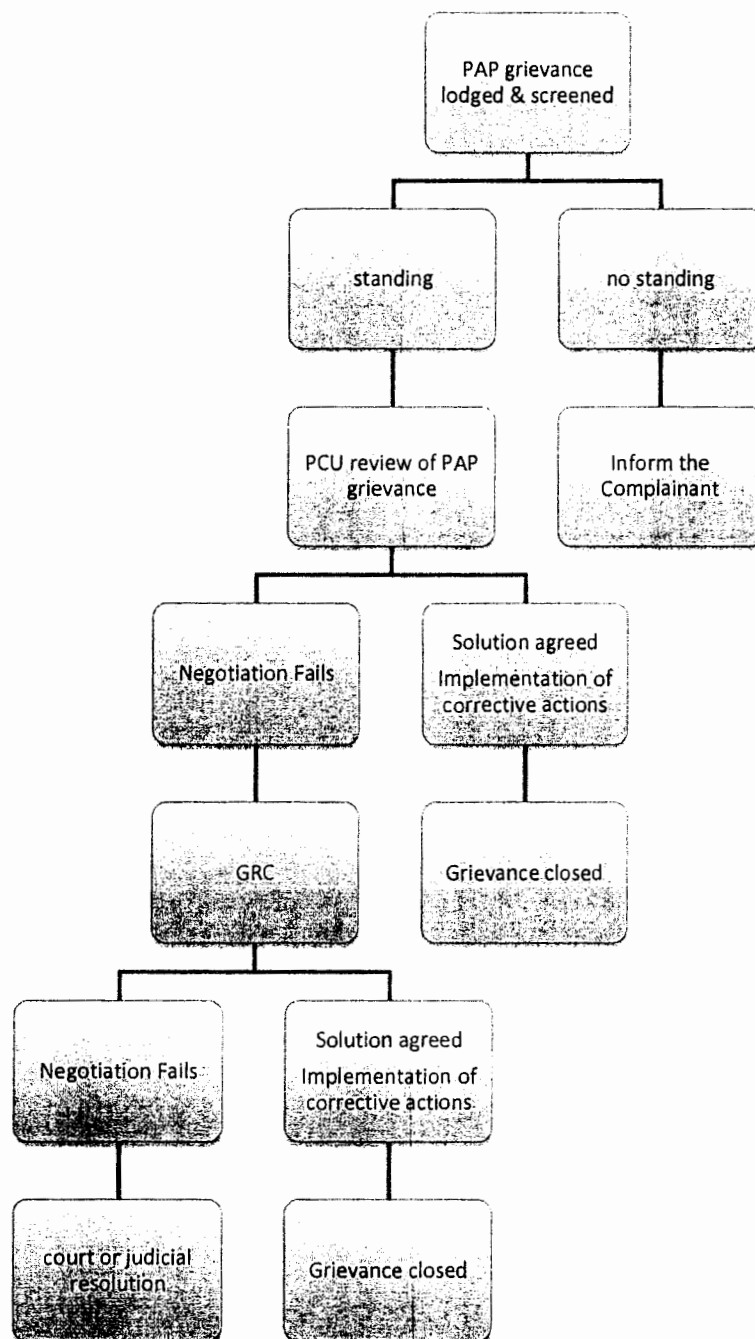 PAP grievance
lodged & screened
standing
no standing
PCU review of PAP
grievance
Inform the
Complainant
Negotiation Fails
Solution agreed
Implementation of
corrective actions
GRC
Grievance closed
Negotiation Fails
Solution agreed
Implementation of
corrective actions
court or judicial
resolution
Grievance closed